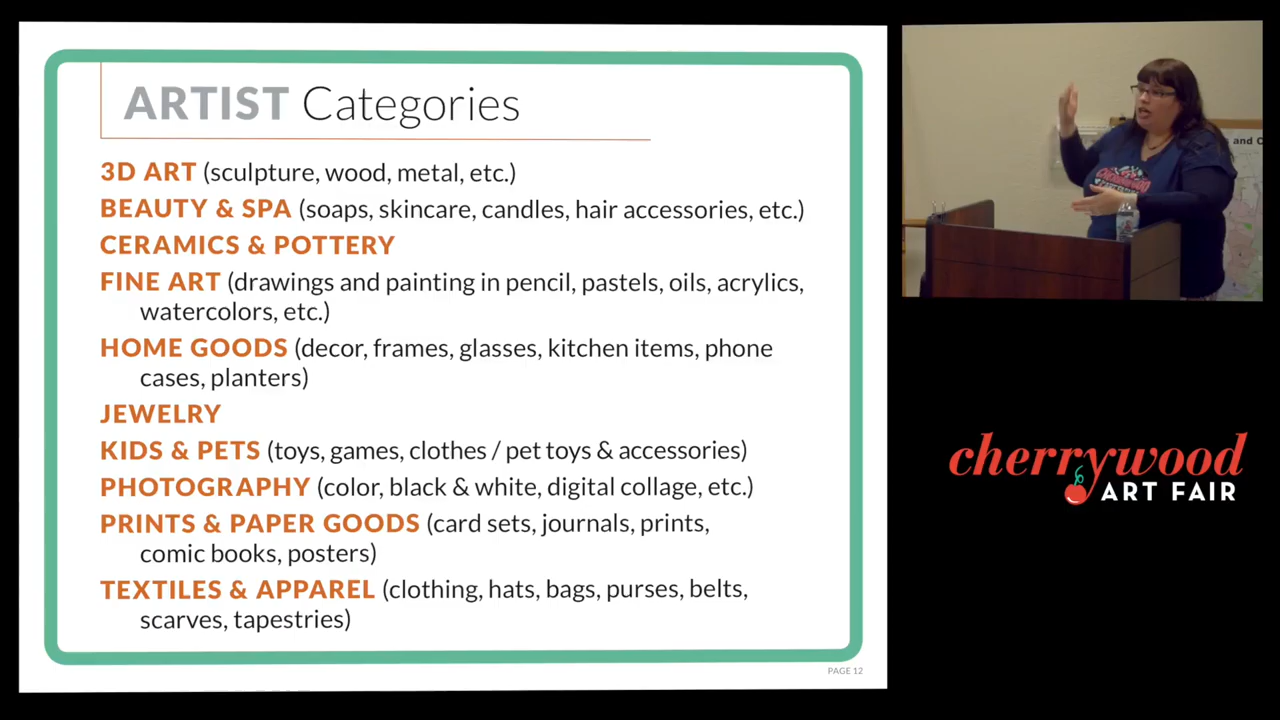 ARTIST Categories
3D ART (sculpture, wood, metal, etc.)
BEAUTY & SPA (soaps, skincare, candles, hair accessories, etc.)
CERAMICS & POTTERY
FINE ART (drawings and painting in pencil, pastels, oils, acrylics,
watercolors, etc.)
HOME GOODS (decor, frames, glasses, kitchen items, phone
cases, planters)
JEWELRY
KIDS & PETS (toys, games, clothes / pet toys & accessories)
PHOTOGRAPHY (color, black & white, digital collage, etc.)
PRINTS & PAPER GOODS (card sets, journals, prints,
comic books, posters)
TEXTILES & APPAREL (clothing, hats, bags, purses, belts,
scarves, tapestries)
PAGE 12
and O
cherrywood
ART FAIR